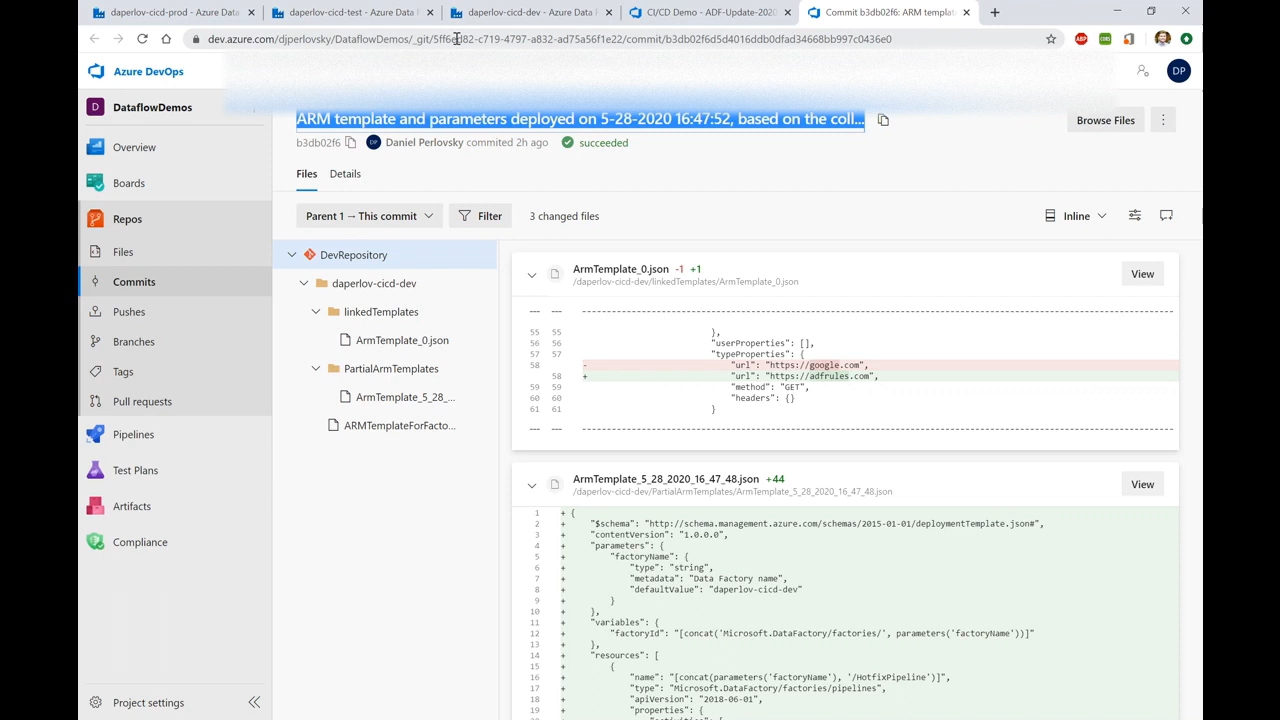 daperlov-cicd-prod - Azure Data
daperlov-cicd-test - Azure Data
daperlov-cicd-dev - Azure Data
CI/CD Demo - ADF-Update-2020
Commit b3db02f6: ARM templat
dev.azure.com/djperlovsky/DataflowDemos/_git/5ff6ed82-c719-4797-a832-ad75a56f1e22/commit/b3db02f6d5d4016ddb0dfad34668bb997c0436e0
ABP
Azure DevOps
DP
D DataflowDemos
Overview
Boards
Repos
Files
Commits
Pushes
Branches
Tags
Pull requests
Pipelines
Test Plans
Artifacts
Compliance
Project settings
ARM template and parameters deployed on 5-28-2020 16:47:52, based on the coll...
Browse Files
b3db02f6 DP Daniel Perlovsky commited 2h ago succeeded
Files Details
Parent 1 → This commit Filter 3 changed files Inline
DevRepository
daperlov-cicd-dev
linkedTemplates
ArmTemplate_0.json
PartialArmTemplates
ArmTemplate_5_28_...
ARMTemplateForFacto...
ArmTemplate_0.json -1 +1
/daperlov-cicd-dev/linkedTemplates/ArmTemplate_0.json
View
55 55 },
56 56 "userProperties": [],
57 57 "typeProperties": {
58 - "url": "https://google.com",
58 + "url": "https://adfrules.com",
59 59 "method": "GET",
60 60 "headers": {}
61 61 }
ArmTemplate_5_28_2020_16_47_48.json +44
/daperlov-cicd-dev/PartialArmTemplates/ArmTemplate_5_28_2020_16_47_48.json
View
1 + {
2 + "$schema": "http://schema.management.azure.com/schemas/2015-01-01/deploymentTemplate.json#",
3 + "contentVersion": "1.0.0.0",
4 + "parameters": {
5 + "factoryName": {
6 + "type": "string",
7 + "metadata": "Data Factory name",
8 + "defaultValue": "daperlov-cicd-dev"
9 + }
10 + },
11 + "variables": {
12 + "factoryId": "[concat('Microsoft.DataFactory/factories/', parameters('factoryName'))]"
13 + },
14 + "resources": [
15 + {
16 + "name": "[concat(parameters('factoryName'), '/HotfixPipeline')]",
17 + "type": "Microsoft.DataFactory/factories/pipelines",
18 + "apiVersion": "2018-06-01",
19 + "properties": {